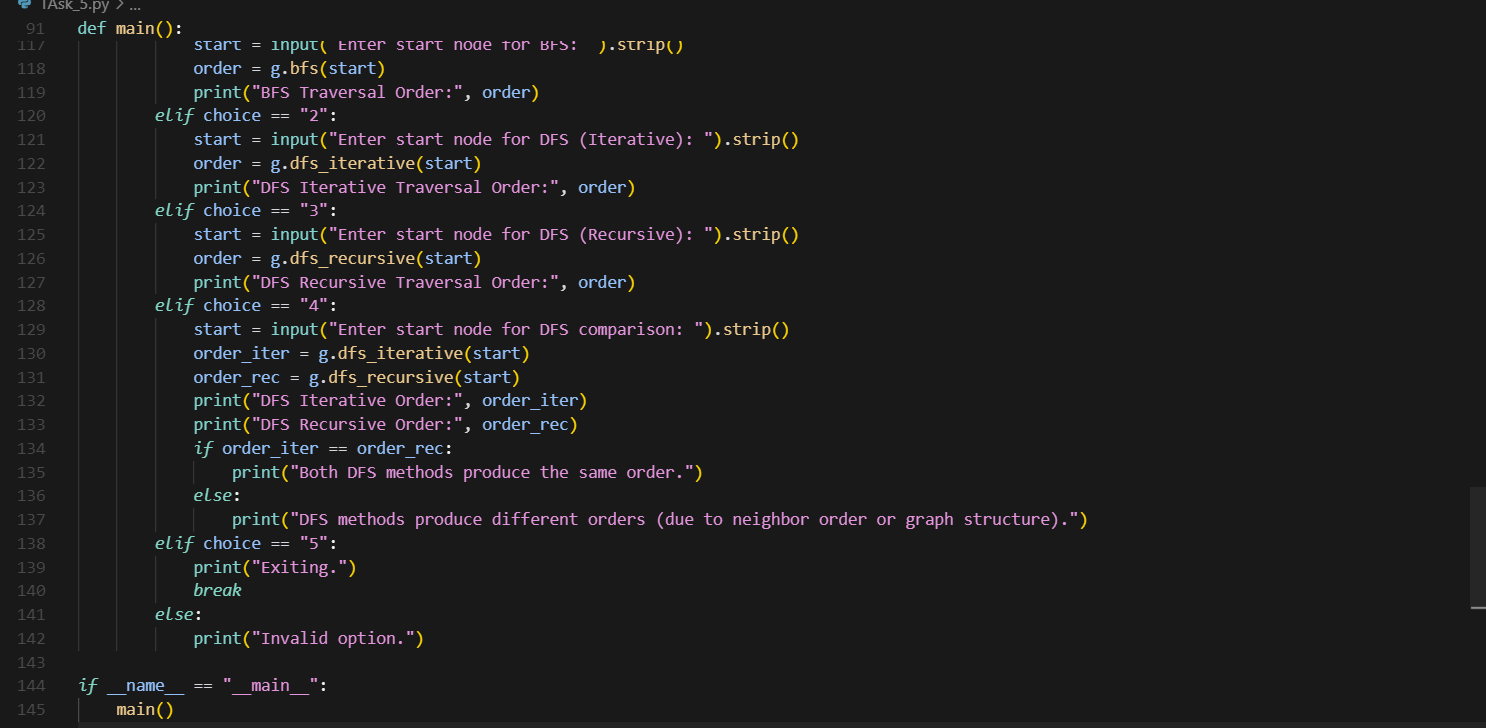 TAsk_5.py > ...
91 def main():
117 start = input( Enter start node for BFS:  ).strip()
118 order = g.bfs(start)
119 print("BFS Traversal Order:", order)
120 elif choice == "2":
121 start = input("Enter start node for DFS (Iterative): ").strip()
122 order = g.dfs_iterative(start)
123 print("DFS Iterative Traversal Order:", order)
124 elif choice == "3":
125 start = input("Enter start node for DFS (Recursive): ").strip()
126 order = g.dfs_recursive(start)
127 print("DFS Recursive Traversal Order:", order)
128 elif choice == "4":
129 start = input("Enter start node for DFS comparison: ").strip()
130 order_iter = g.dfs_iterative(start)
131 order_rec = g.dfs_recursive(start)
132 print("DFS Iterative Order:", order_iter)
133 print("DFS Recursive Order:", order_rec)
134 if order_iter == order_rec:
135 print("Both DFS methods produce the same order.")
136 else:
137 print("DFS methods produce different orders (due to neighbor order or graph structure).")
138 elif choice == "5":
139 print("Exiting.")
140 break
141 else:
142 print("Invalid option.")
143
144 if __name__ == "__main__":
145 main()